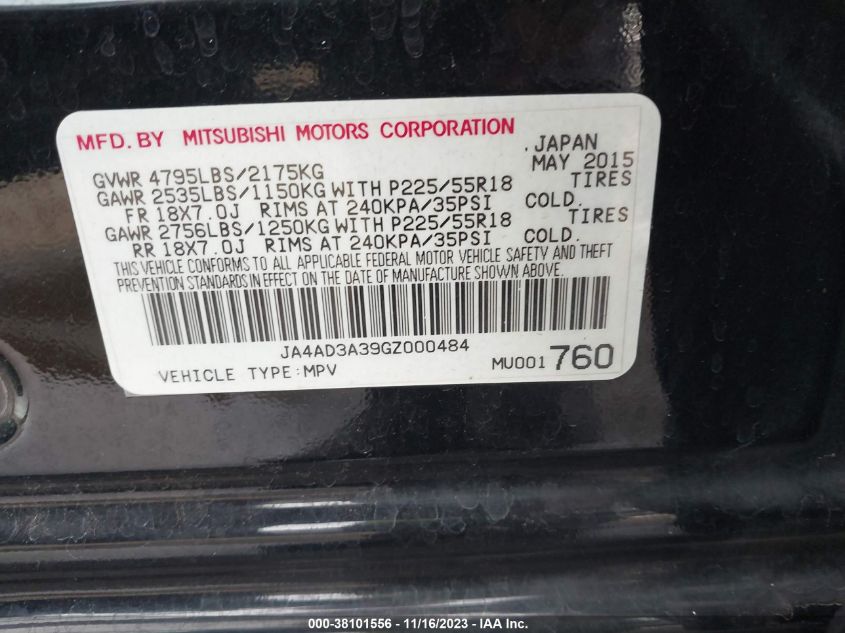 MFD. BY MITSUBISHI MOTORS CORPORATION
. JAPAN
GVWR 4795LBS/2175KG MAY 2015
GAWR 2535LBS/1150KG WITH P225/55R18 TIRES
FR 18X7.0J RIMS AT 240KPA/35PSI COLD.
GAWR 2756LBS/1250KG WITH P225/55R18 TIRES
RR 18X7.0J RIMS AT 240KPA/35PSI COLD.
THIS VEHICLE CONFORMS TO ALL APPLICABLE FEDERAL MOTOR VEHICLE SAFETY AND THEFT
PREVENTION STANDARDS IN EFFECT ON THE DATE OF MANUFACTURE SHOWN ABOVE.
JA4AD3A39GZ000484
VEHICLE TYPE:MPV MU001760
000-38101556 - 11/16/2023 - IAA Inc.